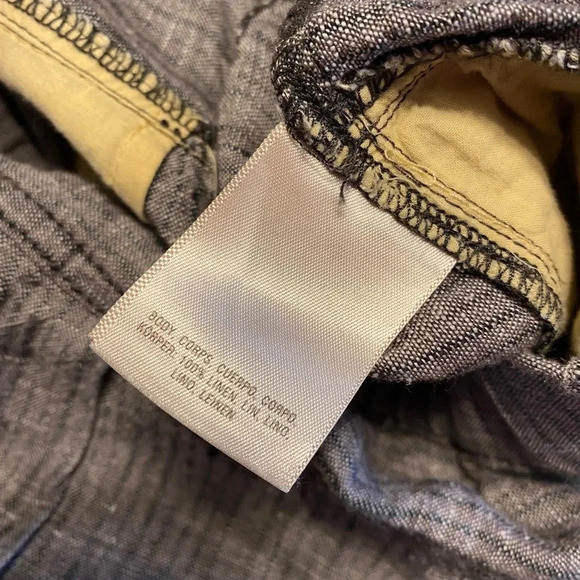 BODY, CORPS, CUERPO, CORPO,
KÖRPER. 100% LINEN LIN, LINO,
LINO, LEINEN